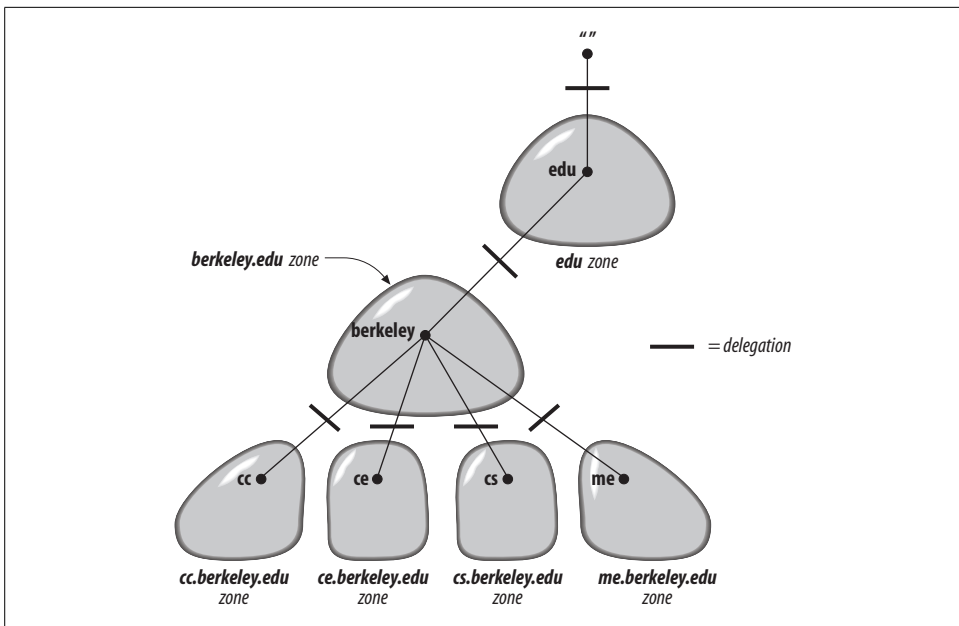 “ ”
edu
edu zone
berkeley.edu zone
berkeley
= delegation
cc
ce
cs
me
cc.berkeley.edu
zone
ce.berkeley.edu
zone
cs.berkeley.edu
zone
me.berkeley.edu
zone